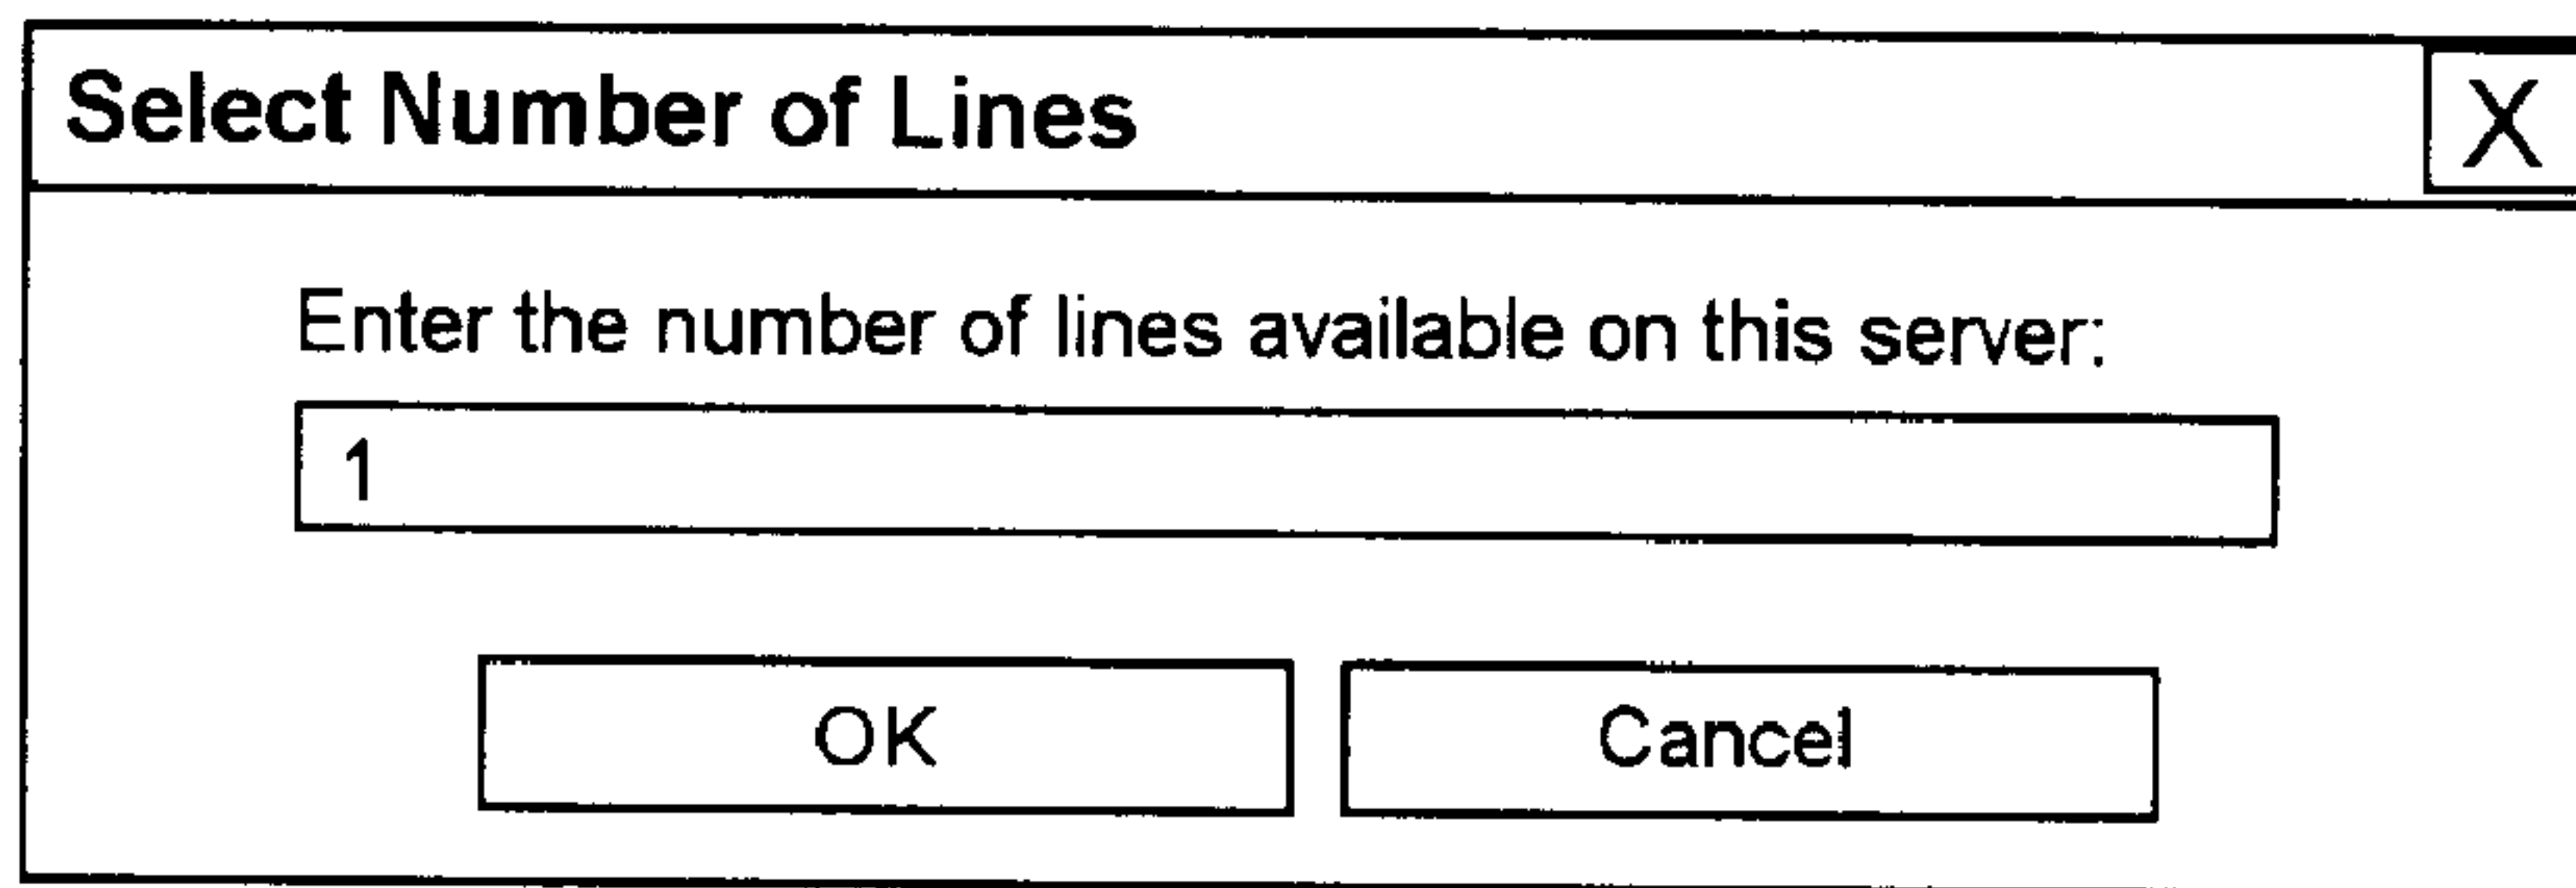 Select Number of Lines X
Enter the number of lines available on this server:
1
OK Cancel